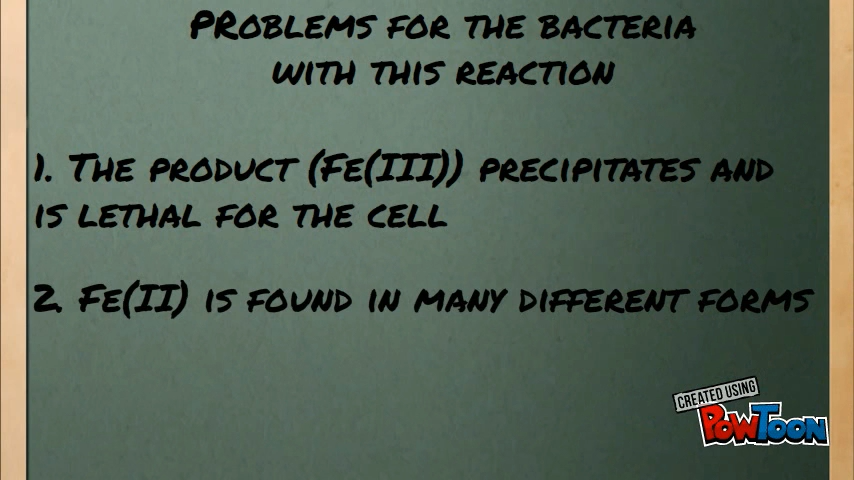 Problems for the bacteria
with this reaction
1. The product (Fe(III)) precipitates and
is lethal for the cell
2. Fe(II) is found in many different forms
CREATED USING
POWTOON